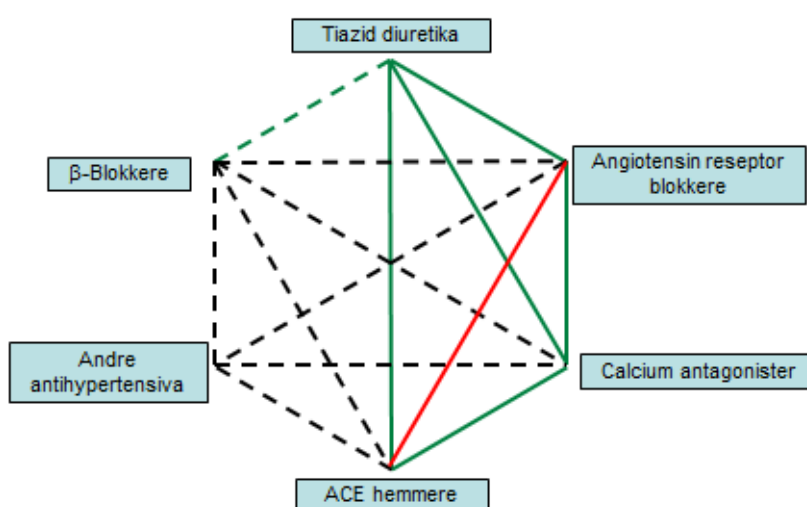 Tiazid diuretika
β-Blokkere
Angiotensin reseptor
blokkere
Andre
antihypertensiva
Calcium antagonister
ACE hemmere